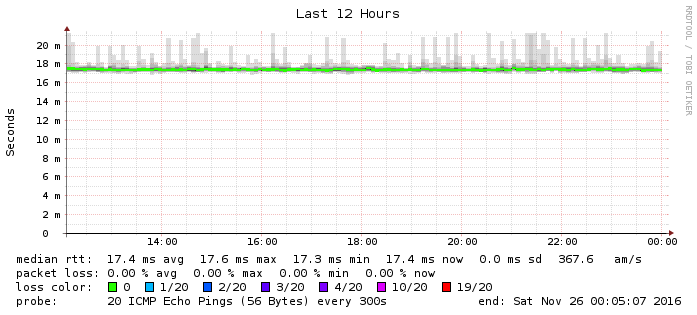 Last 12 Hours
RRDTOOL / TOBI OETIKER
Seconds
20 m
18 m
16 m
14 m
12 m
10 m
8 m
6 m
4 m
2 m
0
14:00 16:00 18:00 20:00 22:00 00:00
median rtt: 17.4 ms avg 17.6 ms max 17.3 ms min 17.4 ms now 0.0 ms sd 367.6 am/s
packet loss: 0.00 % avg 0.00 % max 0.00 % min 0.00 % now
loss color: 0 1/20 2/20 3/20 4/20 10/20 19/20
probe: 20 ICMP Echo Pings (56 Bytes) every 300s end: Sat Nov 26 00:05:07 2016